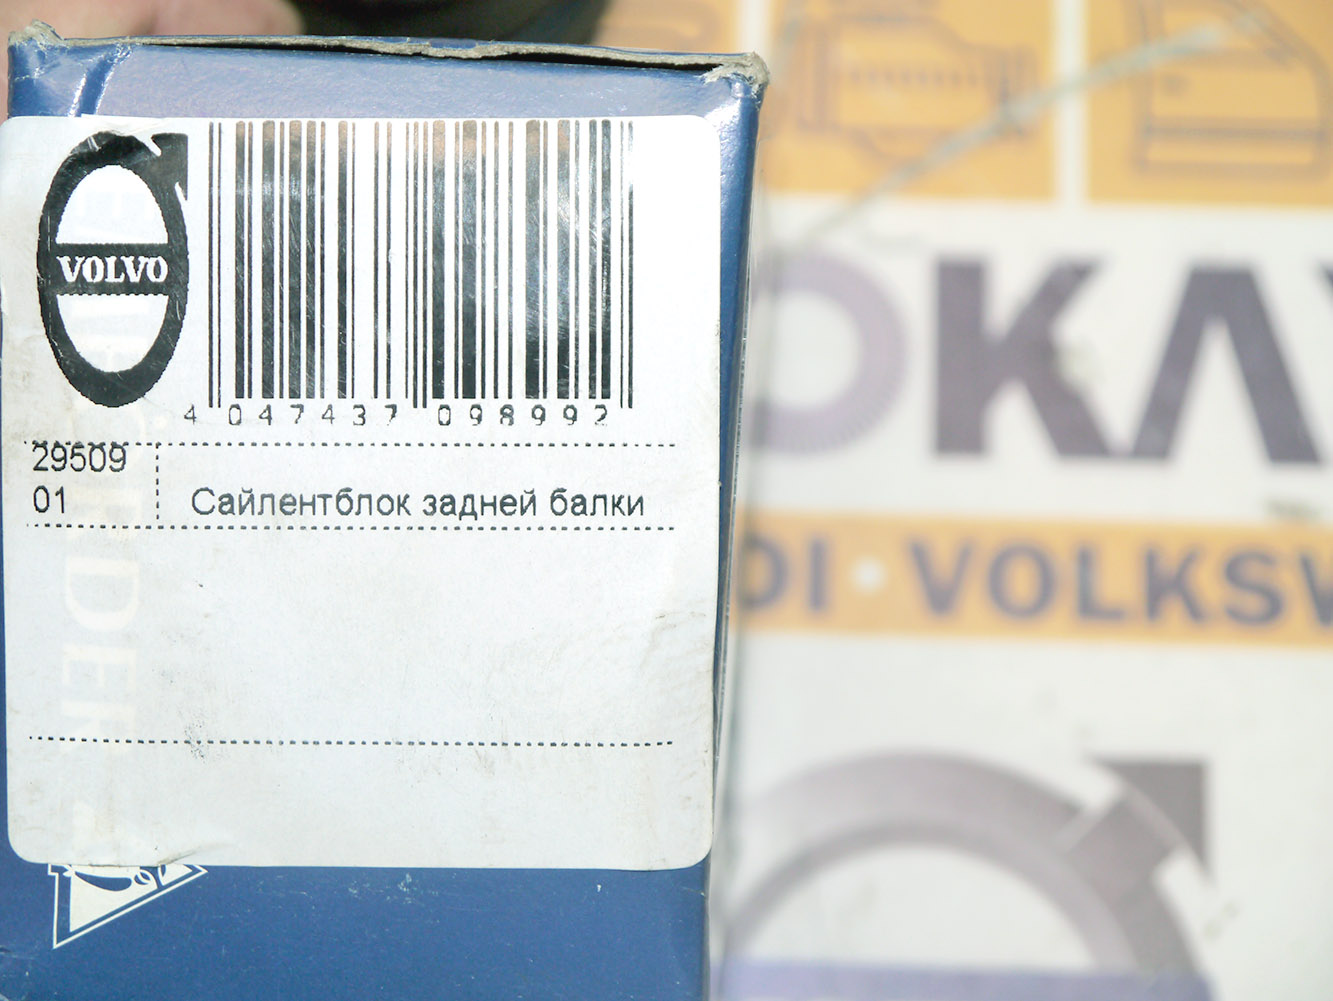 VOLVO
4 047437 098992
29509
01
Сайлентблок задней балки
OKA
DI • VOLKSW